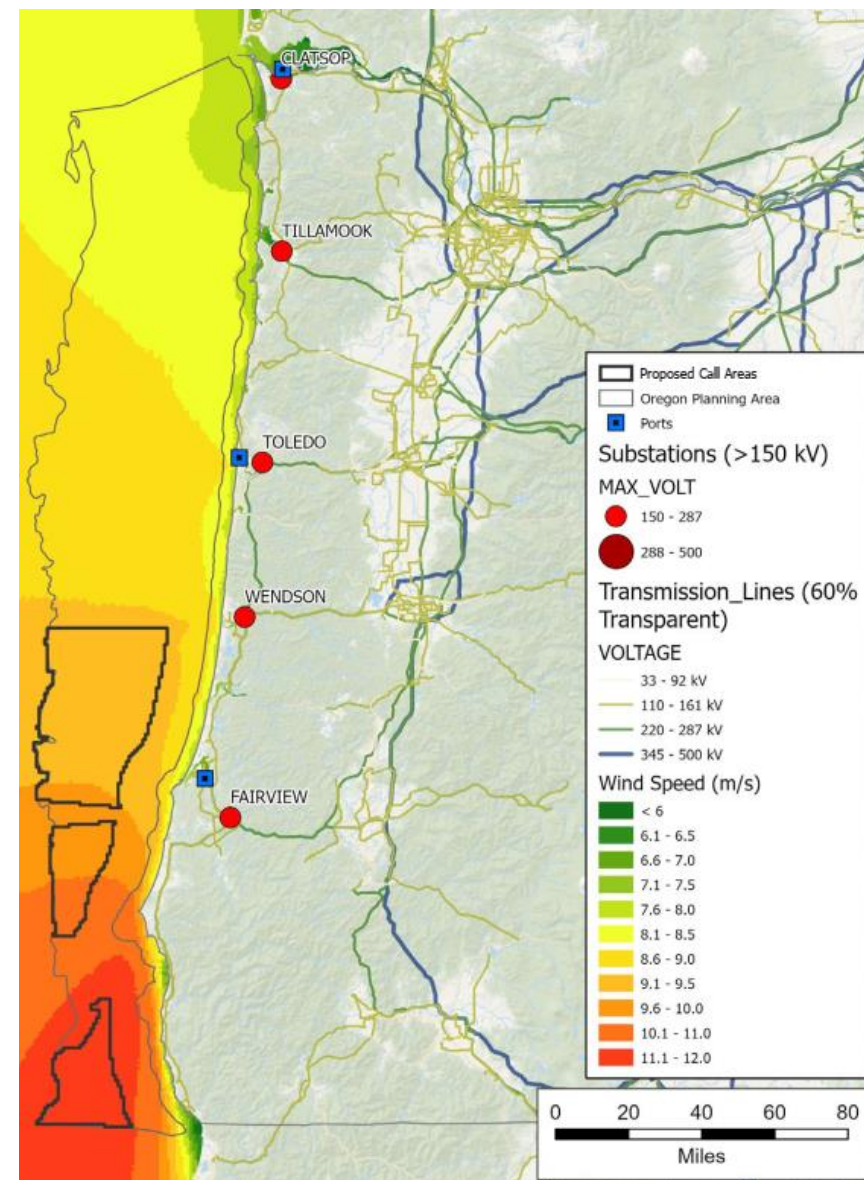 CLATSOP
TILLAMOOK
TOLEDO
WENDSON
FAIRVIEW
Proposed Call Areas
Oregon Planning Area
Ports
Substations (>150 kV)
MAX_VOLT
150 - 287
288 - 500
Transmission_Lines (60%
Transparent)
VOLTAGE
33 - 92 kV
110 - 161 kV
220 - 287 kV
345 - 500 kV
Wind Speed (m/s)
< 6
6.1 - 6.5
6.6 - 7.0
7.1 - 7.5
7.6 - 8.0
8.1 - 8.5
8.6 - 9.0
9.1 - 9.5
9.6 - 10.0
10.1 - 11.0
11.1 - 12.0
0 20 40 60 80
Miles